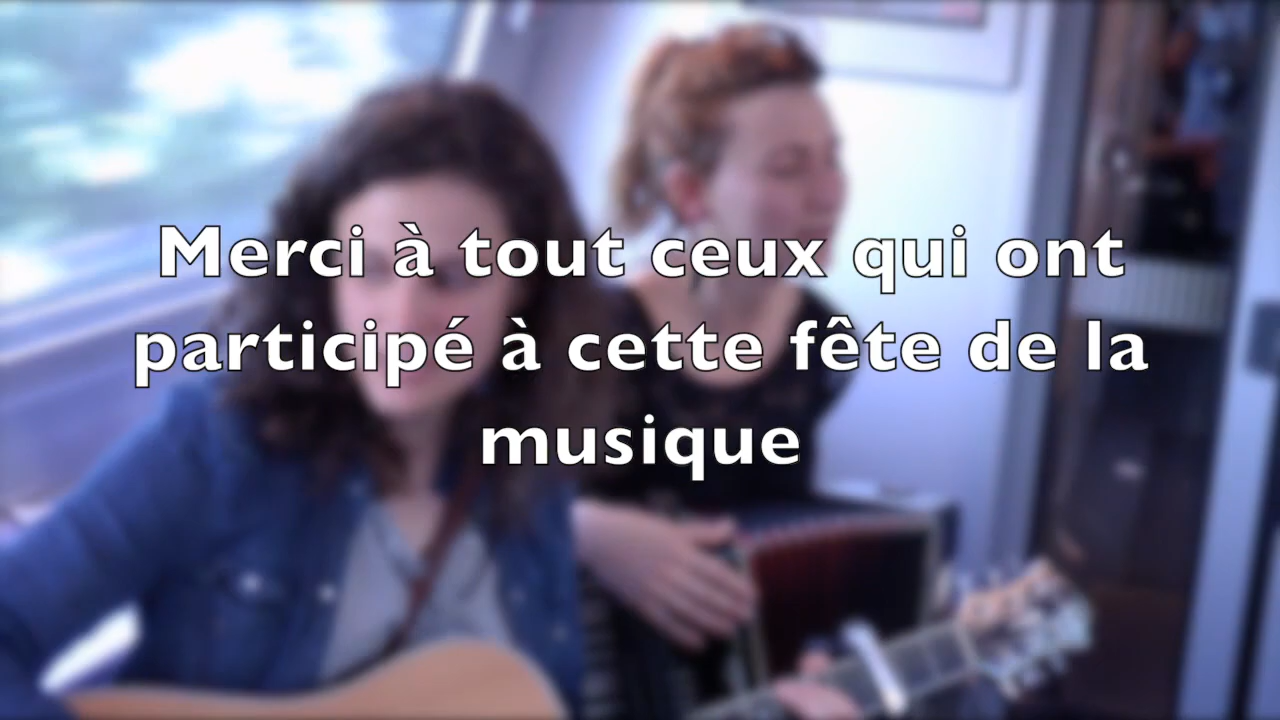 Merci à tout ceux qui ont
participé à cette fête de la
musique